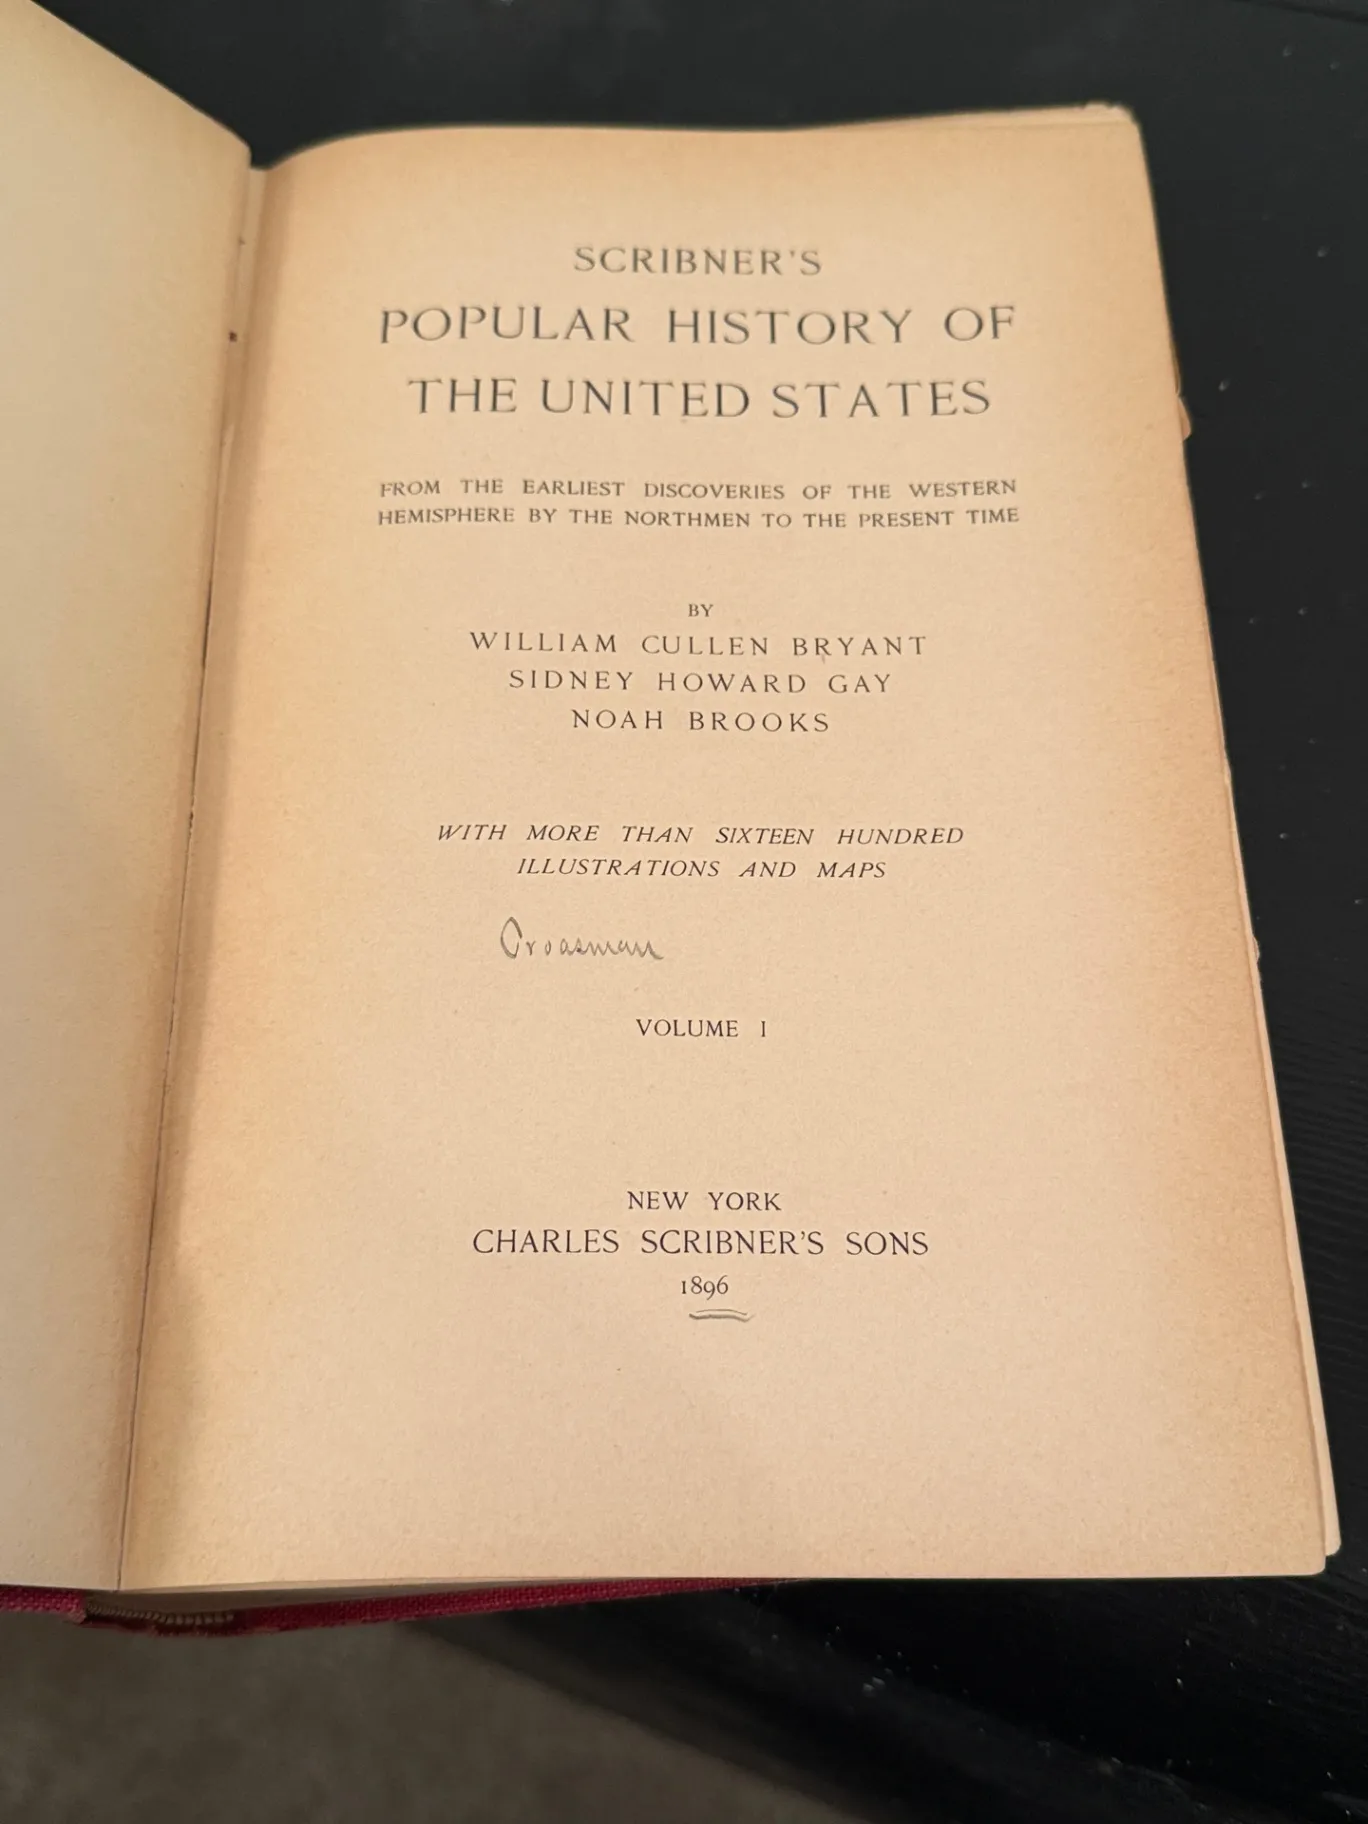 SCRIBNER'S
POPULAR HISTORY OF
THE UNITED STATES
FROM THE EARLIEST DISCOVERIES OF THE WESTERN
HEMISPHERE BY THE NORTHMEN TO THE PRESENT TIME
BY
WILLIAM CULLEN BRYANT
SIDNEY HOWARD GAY
NOAH BROOKS
WITH MORE THAN SIXTEEN HUNDRED
ILLUSTRATIONS AND MAPS
VOLUME I
NEW YORK
CHARLES SCRIBNER'S SONS
1896